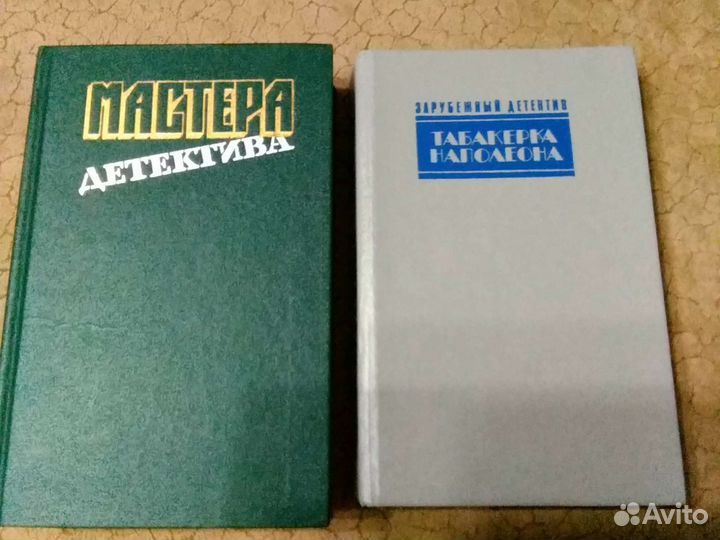 МАСТЕРА
ДЕТЕКТИВА
ЗАРУБЕЖНЫЙ ДЕТЕКТИВ
ТАБАКЕРКА
НАПОЛЕОНА
Avito